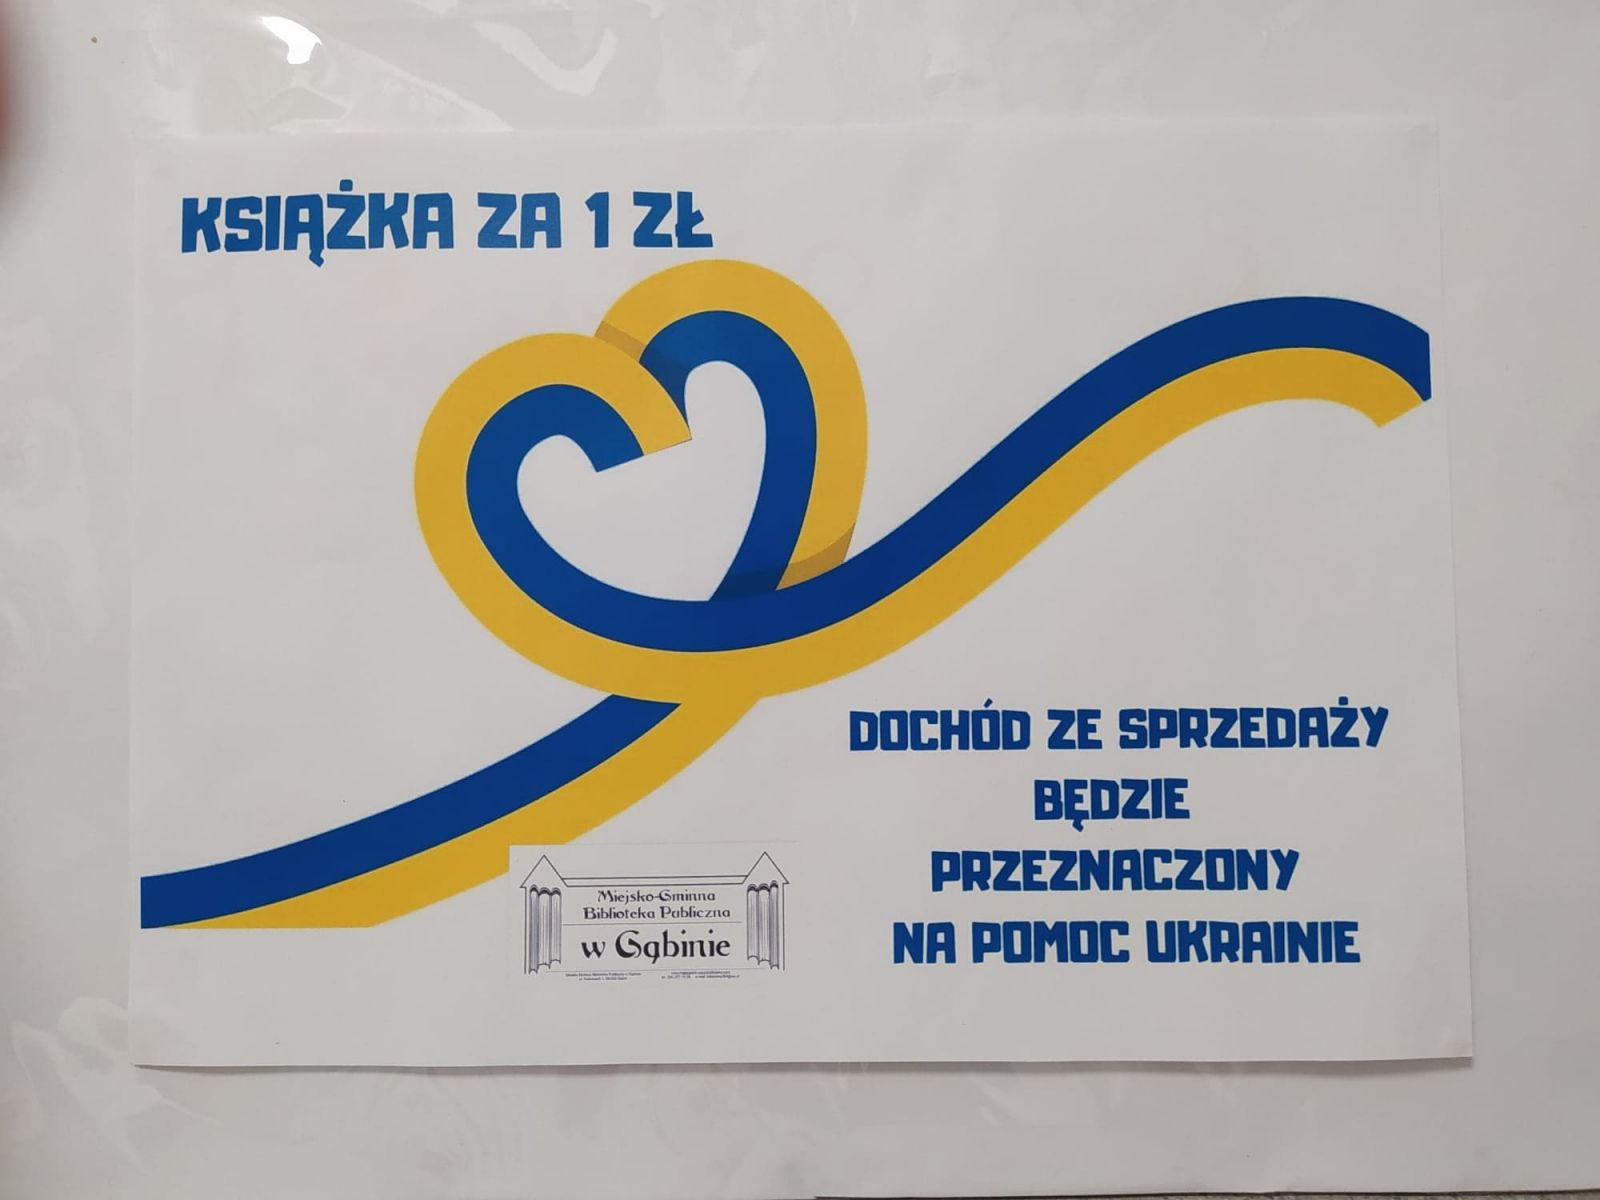 KSIĄŻKA ZA 1 ZŁ
DOCHÓD ZE SPRZEDAŻY
BĘDZIE
PRZEZNACZONY
NA POMOC UKRAINIE
Miejsko-Gminna
Biblioteka Publiczna
w Gąbinie